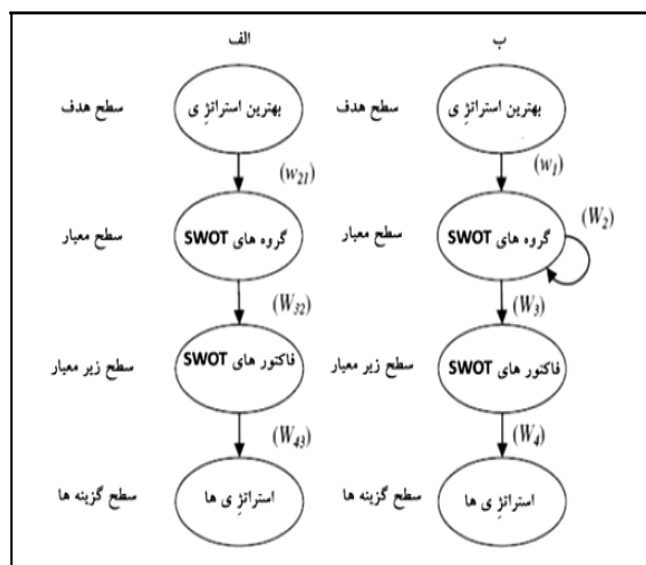 الف
ب
سطح هدف
بهترین استراتژی
سطح هدف
بهترین استراتژی
(w21)
(w1)
سطح معیار
گروه های SWOT
سطح معیار
گروه های SWOT
(W2)
(W32)
(W3)
سطح زیر معیار
فاکتور های SWOT
سطح زیر معیار
فاکتور های SWOT
(W43)
(W4)
سطح گزینه ها
استراتژی ها
سطح گزینه ها
استراتژی ها